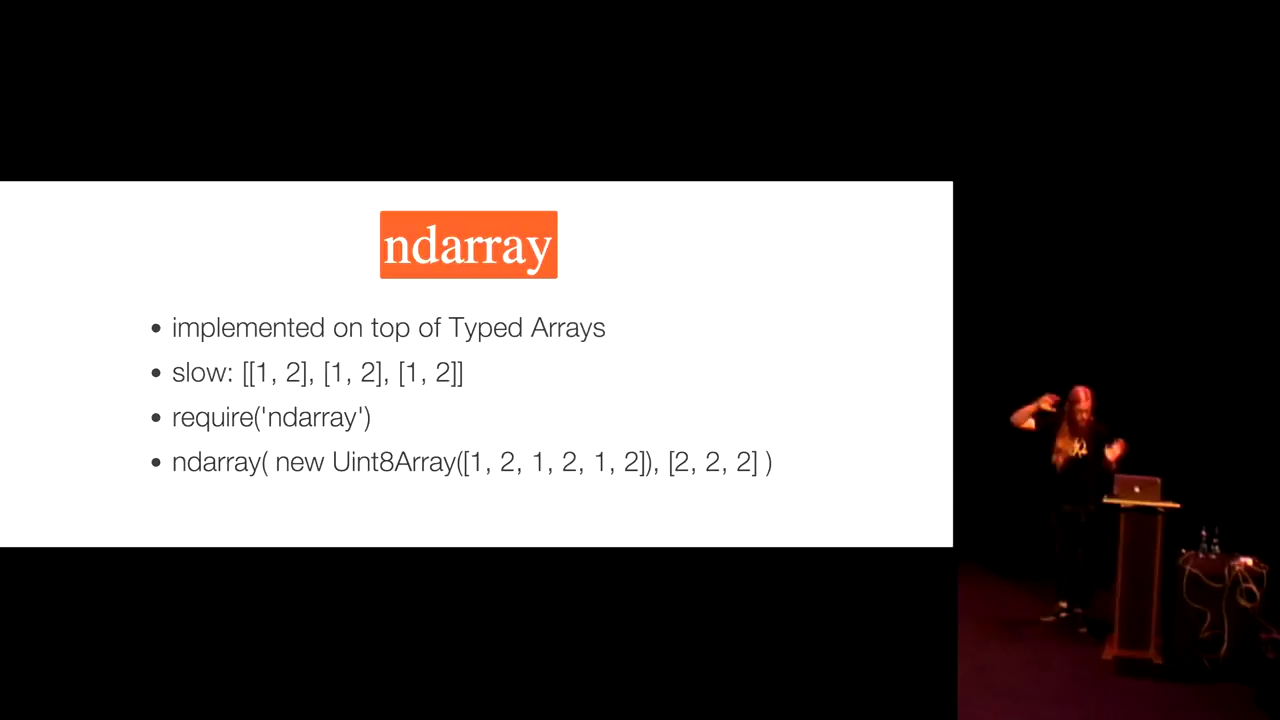 ndarray
• implemented on top of Typed Arrays
• slow: [[1, 2], [1, 2], [1, 2]]
• require('ndarray')
• ndarray( new Uint8Array([1, 2, 1, 2, 1, 2]), [2, 2, 2] )